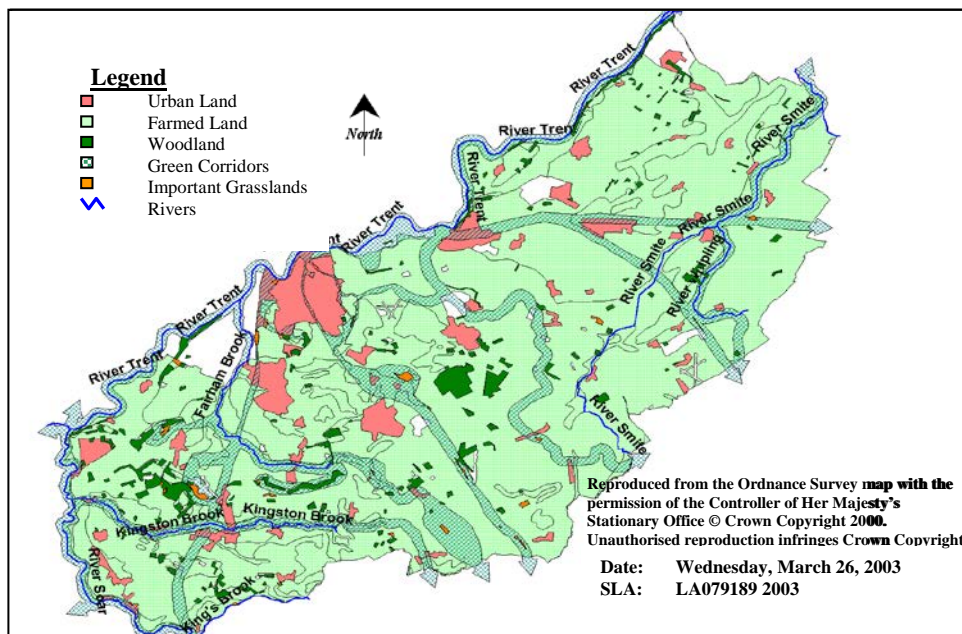 Legend
Urban Land
Farmed Land
Woodland
Green Corridors
Important Grasslands
Rivers
North
River Trent
River Trent
River Trent
River Trent
River Trent
River Trent
River Trent
nt
River Smite
River Smite
River Smite
River Smite
River Whipling
Fairham Brook
Kingston Brook
Kingston Brook
River Soar
King's Brook
Reproduced from the Ordnance Survey map with the
permission of the Controller of Her Majesty's
Stationary Office © Crown Copyright 2000.
Unauthorised reproduction infringes Crown Copyright
Date: Wednesday, March 26, 2003
SLA: LA079189 2003